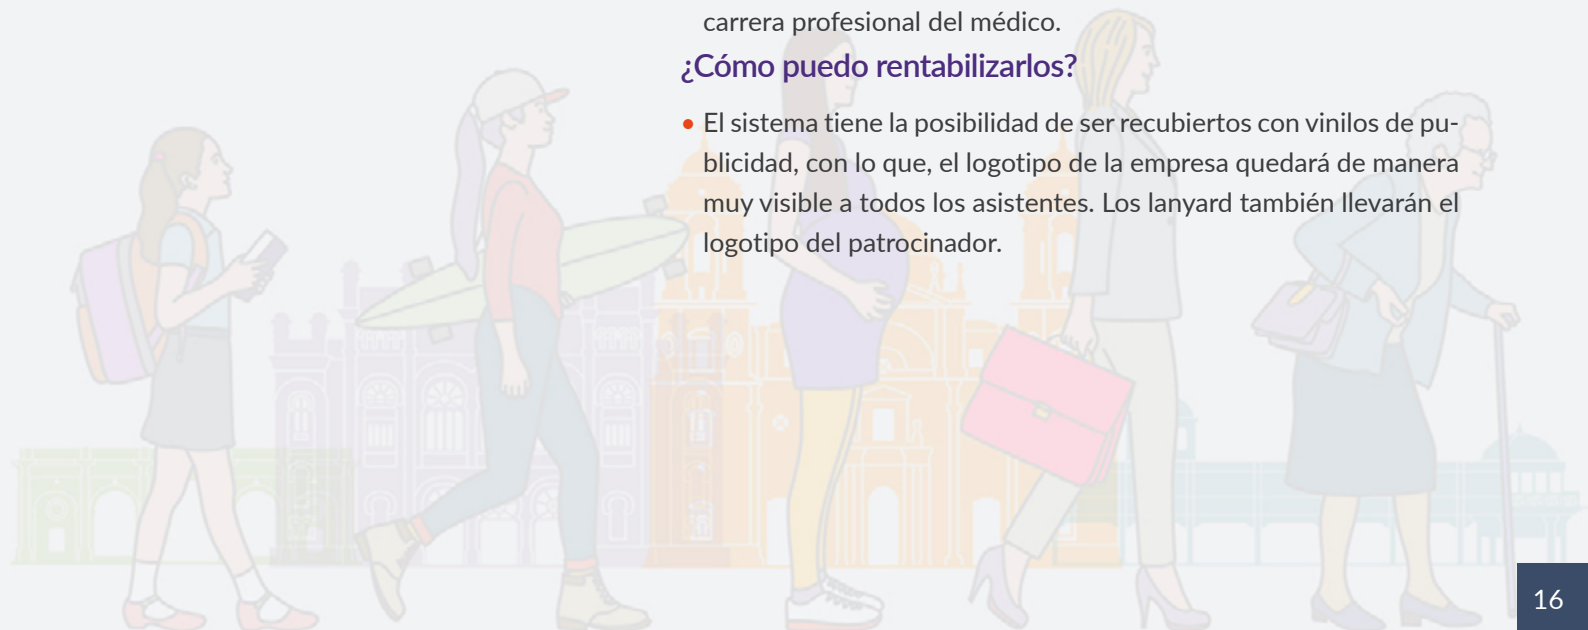 carrera profesional del médico.
¿Cómo puedo rentabilizarlos?
• El sistema tiene la posibilidad de ser recubiertos con vinilos de pu-
blicidad, con lo que, el logotipo de la empresa quedará de manera
muy visible a todos los asistentes. Los lanyard también llevarán el
logotipo del patrocinador.
16